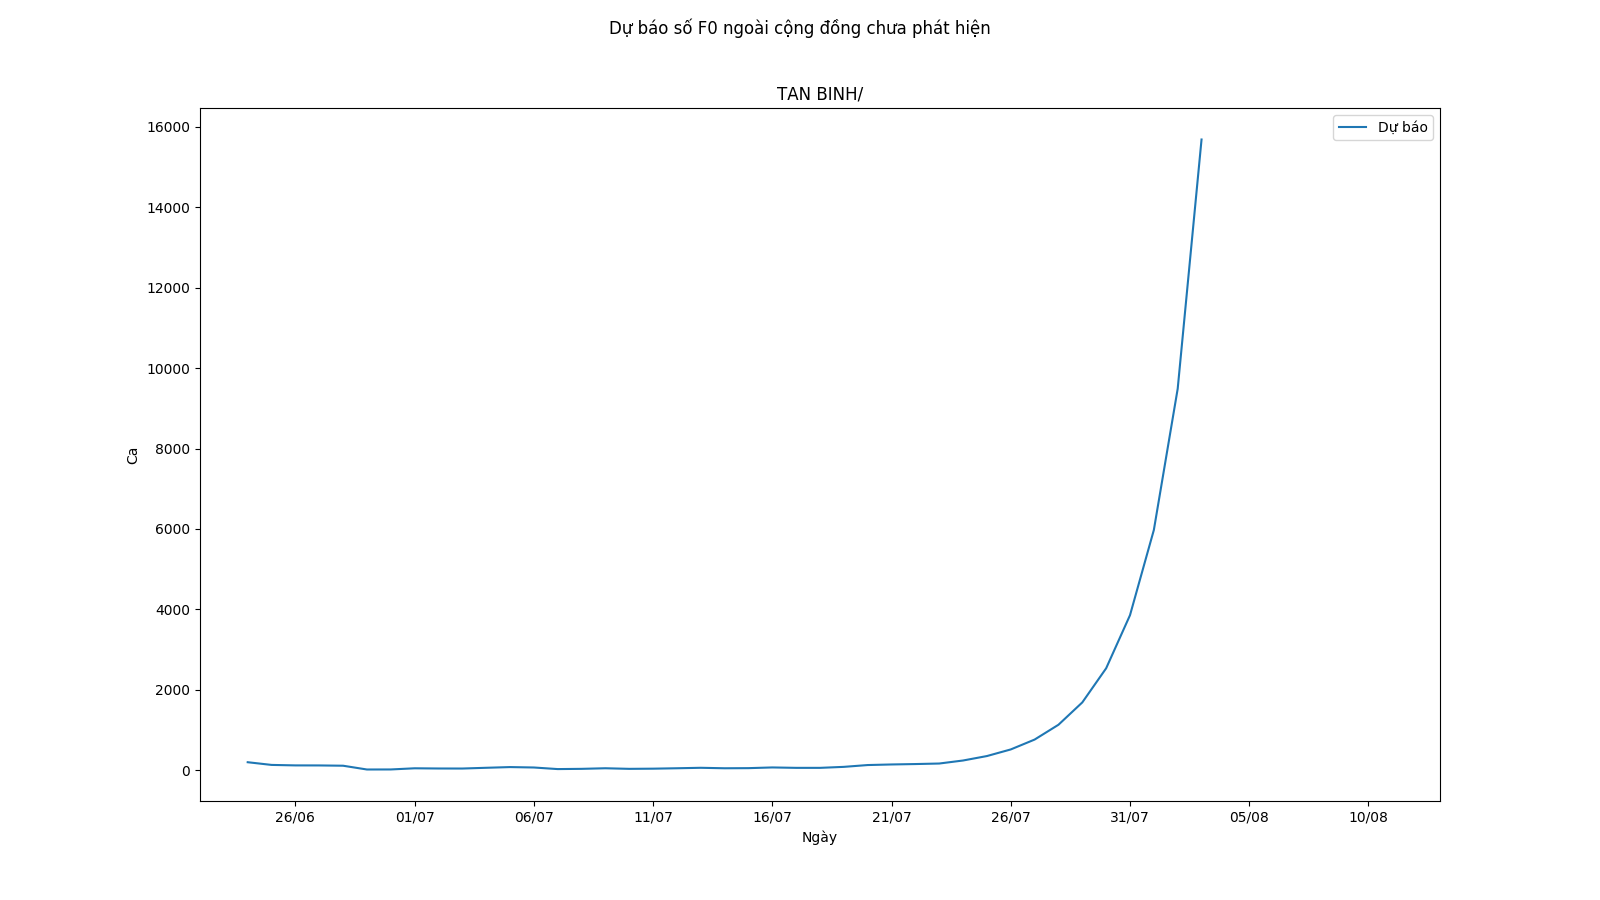 Dự báo số F0 ngoài cộng đồng chưa phát hiện
TAN BINH/
Dự báo
16000
14000
12000
10000
8000
6000
4000
2000
0
Ca
26/06 01/07 06/07 11/07 16/07 21/07 26/07 31/07 05/08 10/08
Ngày